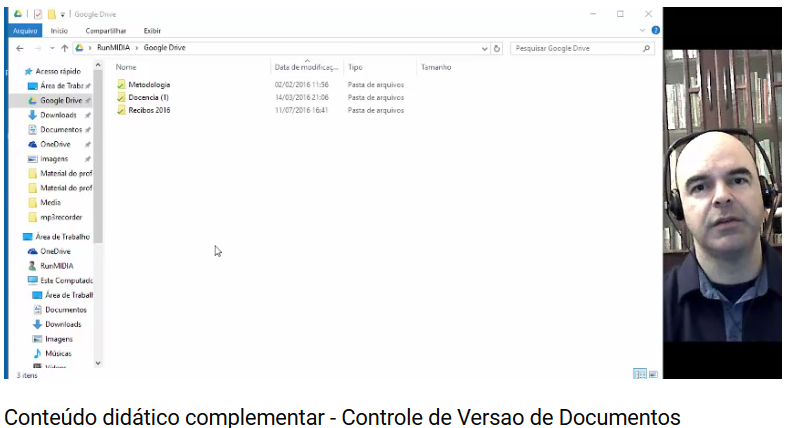 Google Drive
Arquivo Início Compartilhar Exibir
RunMIDIA Google Drive
Pesquisar Google Drive
Nome Data de modificaç... Tipo Tamanho
Metodologia 02/02/2016 11:56 Pasta de arquivos
Docencia (1) 14/03/2016 21:06 Pasta de arquivos
Recibos 2016 11/07/2016 16:41 Pasta de arquivos
Acesso rápido
Área de Traba
Google Drive
Downloads
Documentos
OneDrive
Imagens
Material do prof
Material do prof
Media
mp3recorder
Área de Trabalho
OneDrive
RunMIDIA
Este Computado
Área de Trabalh
Documentos
Downloads
Imagens
Músicas
3 itens
Conteúdo didático complementar - Controle de Versao de Documentos